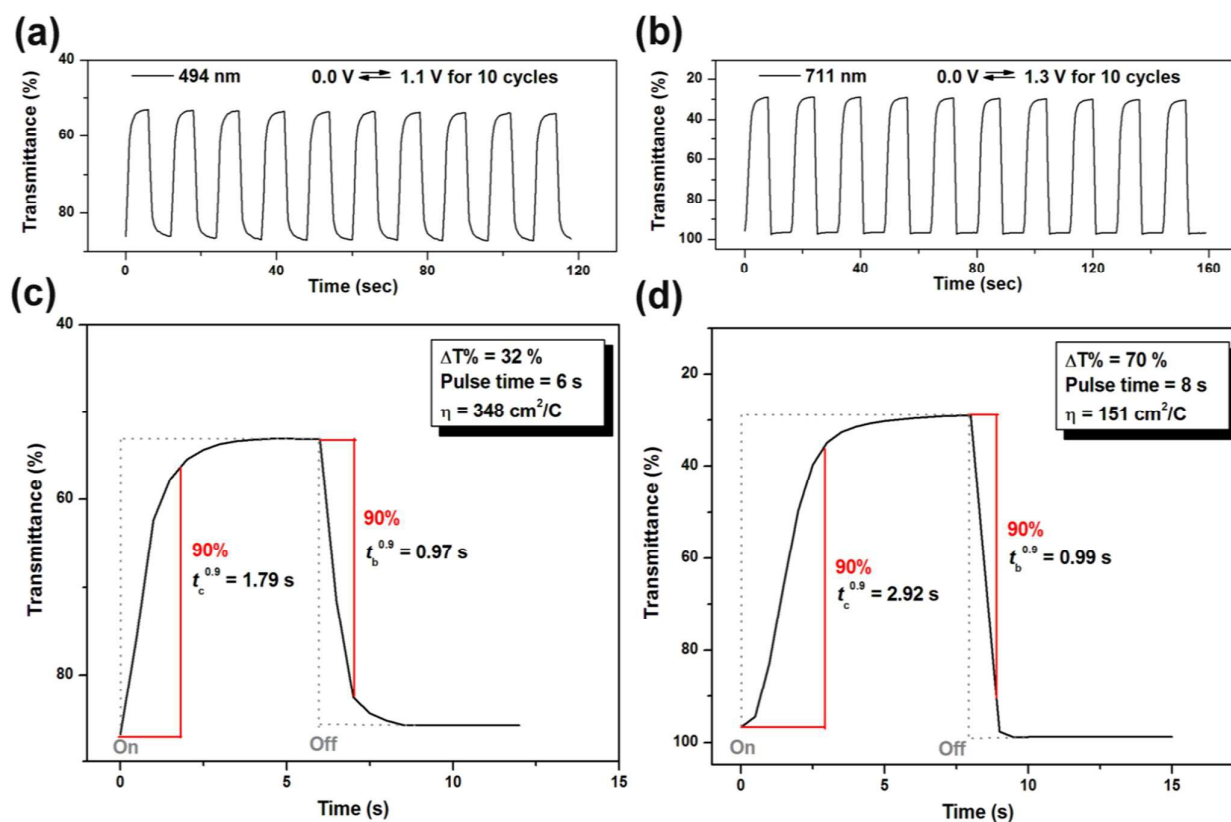 (a)
494 nm 0.0 V ⇄ 1.1 V for 10 cycles
Transmittance (%)
40
60
80
0 40 80 120
Time (sec)
(b)
711 nm 0.0 V ⇄ 1.3 V for 10 cycles
Transmittance (%)
20
40
60
80
100
0 40 80 120 160
Time (sec)
(c)
ΔT% = 32 %
Pulse time = 6 s
η = 348 cm²/C
Transmittance (%)
40
60
80
90%
t_c^0.9 = 1.79 s
90%
t_b^0.9 = 0.97 s
On
Off
0 5 10 15
Time (s)
(d)
ΔT% = 70 %
Pulse time = 8 s
η = 151 cm²/C
Transmittance (%)
20
40
60
80
100
90%
t_c^0.9 = 2.92 s
90%
t_b^0.9 = 0.99 s
On
Off
0 5 10 15
Time (s)